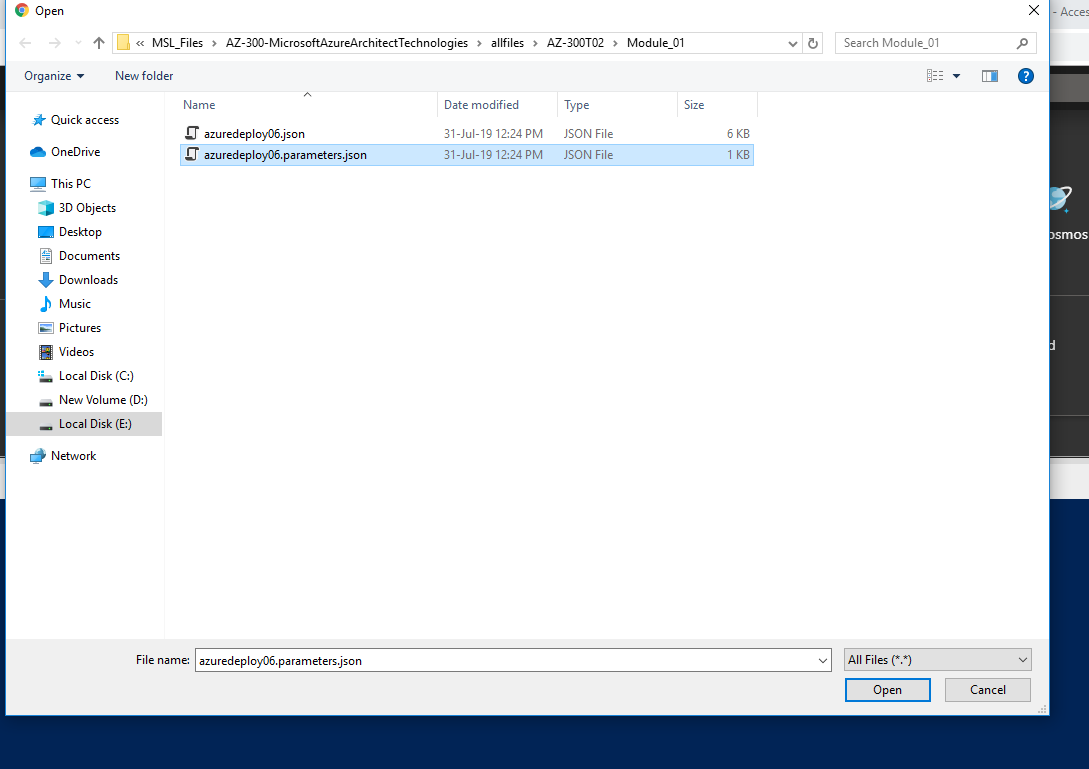 Open
- Acces
« MSL_Files > AZ-300-MicrosoftAzureArchitectTechnologies > allfiles > AZ-300T02 > Module_01
Search Module_01
Organize New folder
Name Date modified Type Size
azuredeploy06.json 31-Jul-19 12:24 PM JSON File 6 KB
azuredeploy06.parameters.json 31-Jul-19 12:24 PM JSON File 1 KB
Quick access
OneDrive
This PC
3D Objects
Desktop
Documents
Downloads
Music
Pictures
Videos
Local Disk (C:)
New Volume (D:)
Local Disk (E:)
Network
osmos
d
File name: azuredeploy06.parameters.json All Files (*.*)
Open Cancel